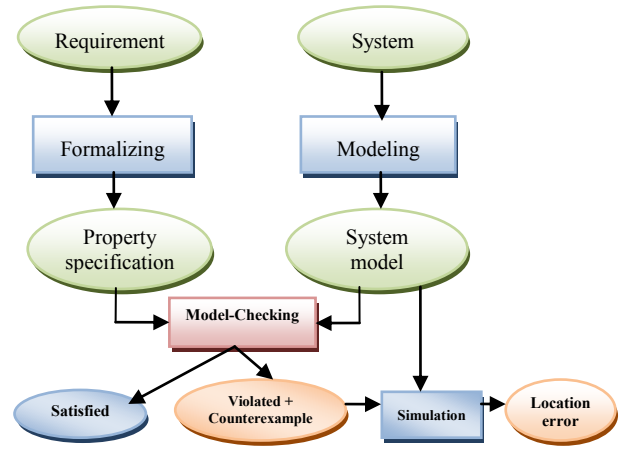 Requirement
System
Formalizing
Modeling
Property
specification
System
model
Model-Checking
Satisfied
Violated +
Counterexample
Simulation
Location
error